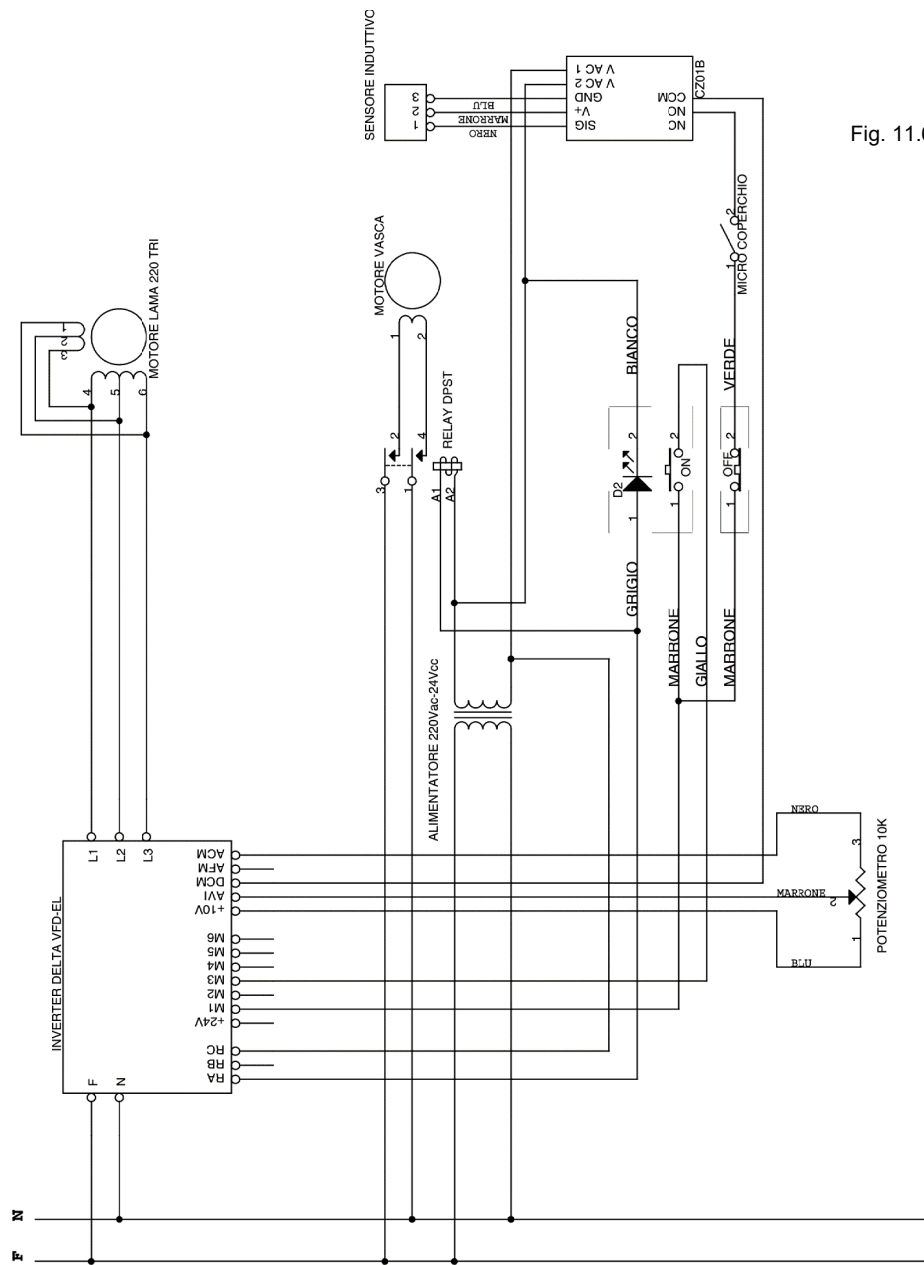 SENSORE INDUTTIVO
3
2
1
BLU
MARRONE
NERO
V AC 1
V AC 2
GND
V+
SIG
COM
NO
NC
CZ01B
Fig. 11.
MOTORE LAMA 220 TRI
1
2
3
4
5
6
MOTORE VASCA
1
2
2
4
3
1
RELAY DPST
A1
A2
MICRO COPERCHIO
1
2
BIANCO
VERDE
D2
1
2
ON
1
2
OFF
1
2
GRIGIO
MARRONE
GIALLO
MARRONE
ALIMENTATORE 220Vac-24Vcc
INVERTER DELTA VFD-EL
L1
L2
L3
F
N
ACM
AFM
DCM
AVI
+10V
M6
M5
M4
M3
M2
M1
+24V
RC
RB
RA
NERO
MARRONE
BLU
3
2
1
POTENZIOMETRO 10K
N
F